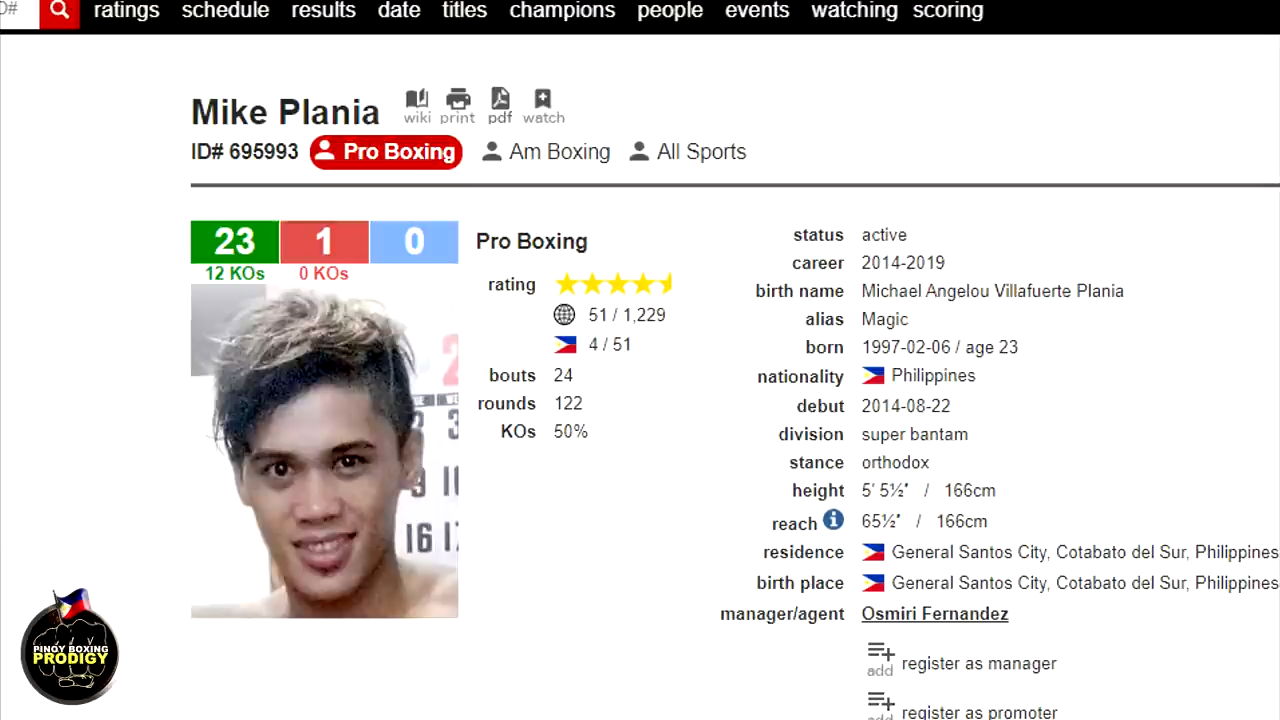 D#
ratings schedule results date titles champions people events watching scoring
Mike Plania
wiki print pdf watch
ID# 695993 Pro Boxing Am Boxing All Sports
23 1 0
12 KOs 0 KOs
Pro Boxing
rating
51 / 1,229
4 / 51
bouts 24
rounds 122
KOs 50%
status active
career 2014-2019
birth name Michael Angelou Villafuerte Plania
alias Magic
born 1997-02-06 / age 23
nationality Philippines
debut 2014-08-22
division super bantam
stance orthodox
height 5′ 5½″ / 166cm
reach 65½″ / 166cm
residence General Santos City, Cotabato del Sur, Philippines
birth place General Santos City, Cotabato del Sur, Philippines
manager/agent Osmiri Fernandez
add register as manager
add register as promoter
16 17
PINOY BOXING
PRODIGY